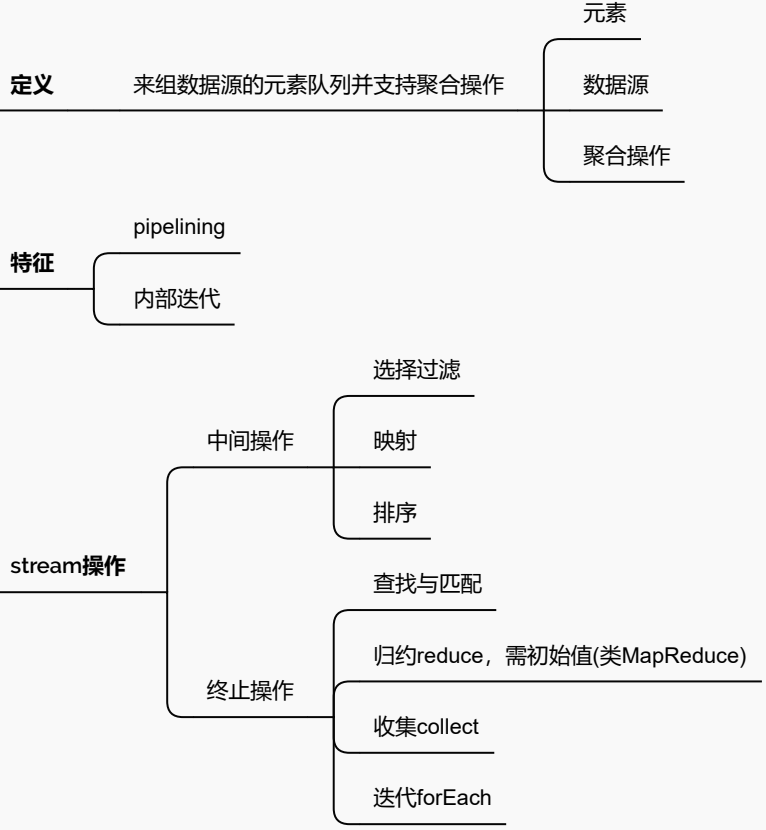 元素
定义
来组数据源的元素队列并支持聚合操作
数据源
聚合操作
pipelining
特征
内部迭代
选择过滤
中间操作
映射
排序
stream操作
查找与匹配
归约reduce，需初始值(类MapReduce)
终止操作
收集collect
迭代forEach